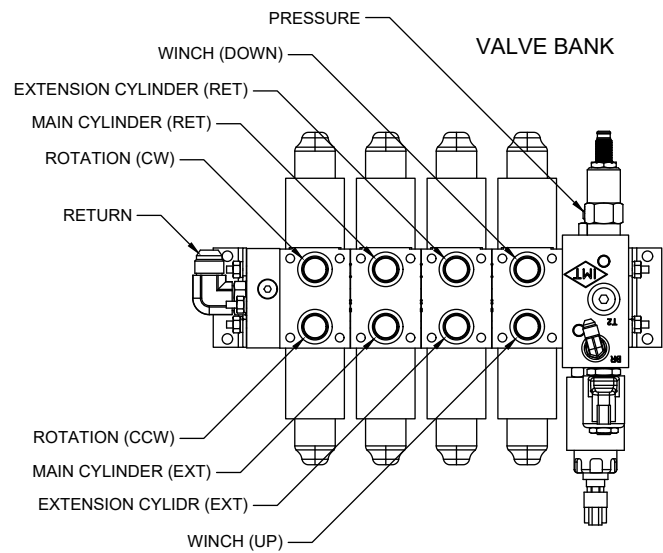 PRESSURE
VALVE BANK
WINCH (DOWN)
EXTENSION CYLINDER (RET)
MAIN CYLINDER (RET)
ROTATION (CW)
RETURN
IMT
T2
BR
ROTATION (CCW)
MAIN CYLINDER (EXT)
EXTENSION CYLIDR (EXT)
WINCH (UP)